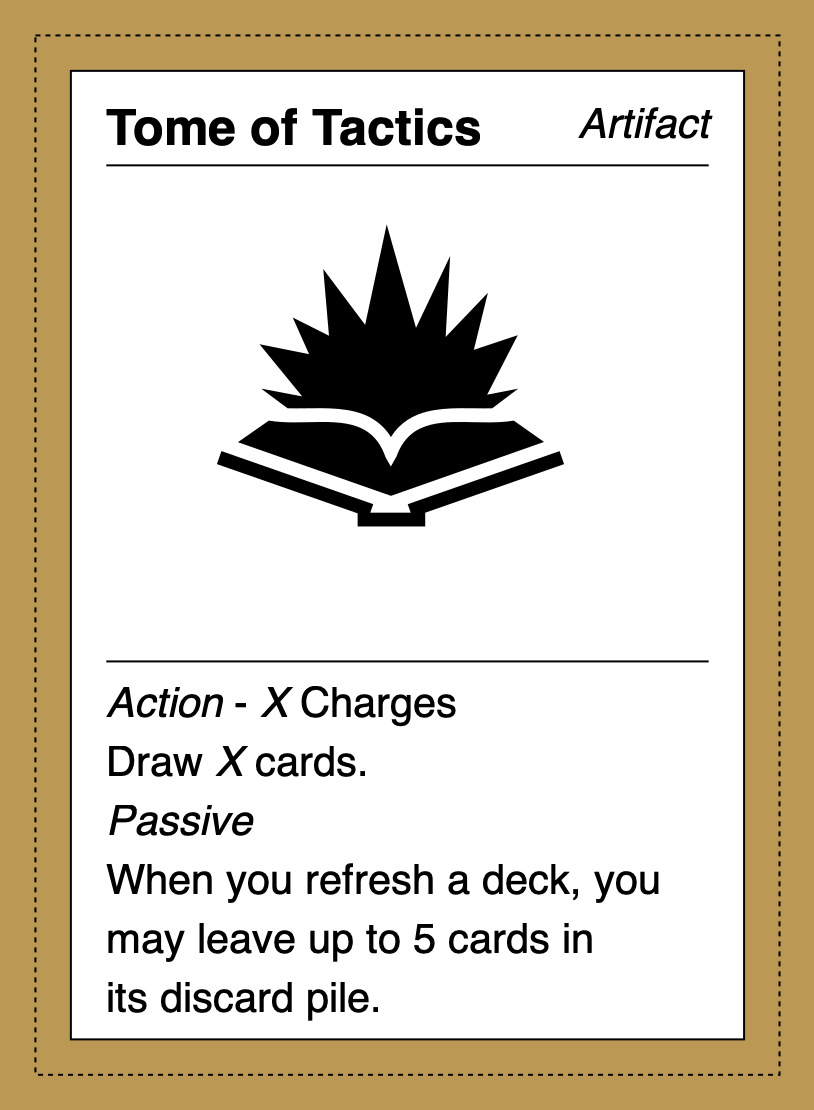 Tome of Tactics Artifact
Action - X Charges
Draw X cards.
Passive
When you refresh a deck, you
may leave up to 5 cards in
its discard pile.